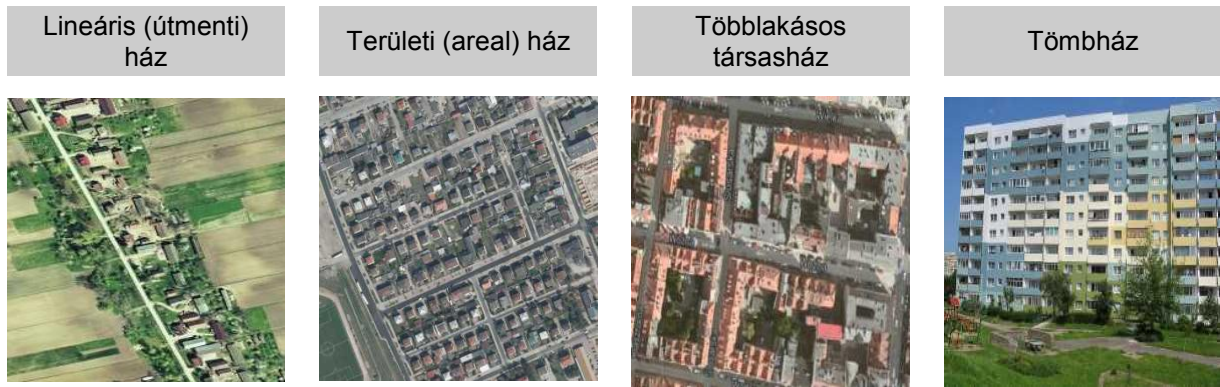 Lineáris (útmenti)
ház
Területi (areal) ház
Többlakásos
társasház
Tömbház